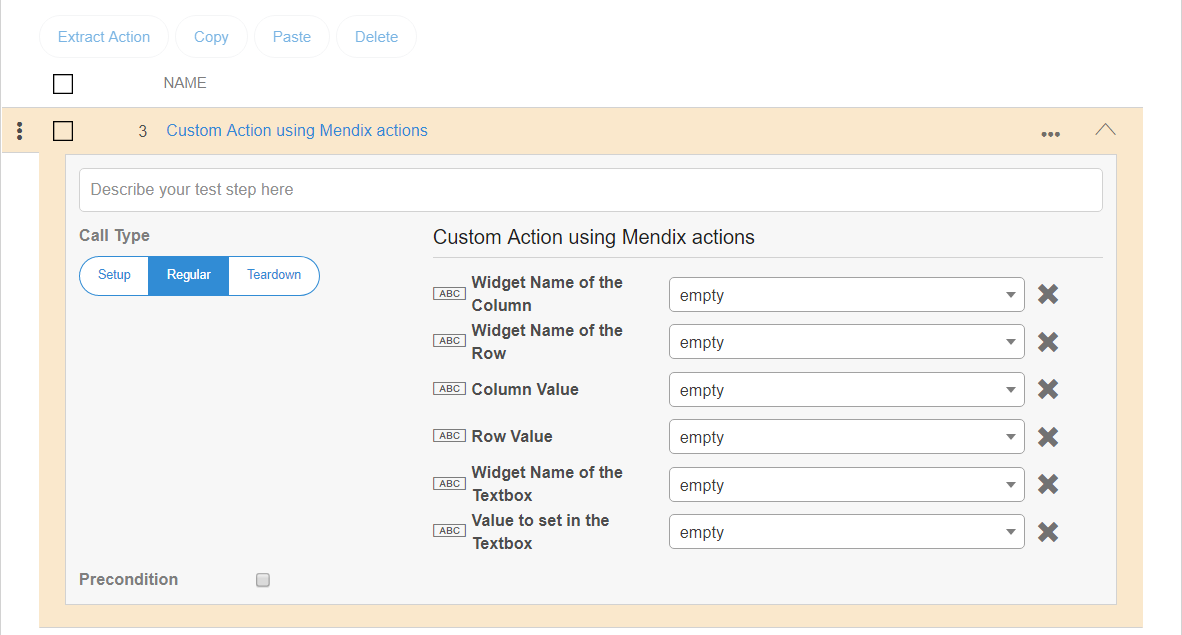 Extract Action Copy Paste Delete
NAME
3 Custom Action using Mendix actions
Describe your test step here
Call Type
Setup Regular Teardown
Custom Action using Mendix actions
ABC Widget Name of the
Column
empty
ABC Widget Name of the
Row
empty
ABC Column Value empty
ABC Row Value empty
ABC Widget Name of the
Textbox
empty
ABC Value to set in the
Textbox
empty
Precondition